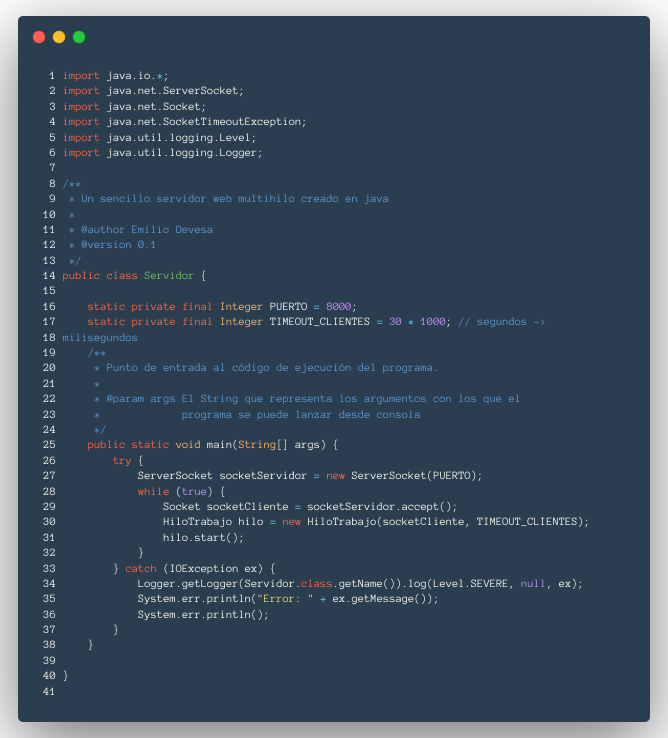 1 import java.io.*;
2 import java.net.ServerSocket;
3 import java.net.Socket;
4 import java.net.SocketTimeoutException;
5 import java.util.logging.Level;
6 import java.util.logging.Logger;
7
8 /**
9  * Un sencillo servidor web multihilo creado en java
10  *
11  * @author Emilio Devesa
12  * @version 0.1
13  */
14 public class Servidor {
15
16     static private final Integer PUERTO = 8000;
17     static private final Integer TIMEOUT_CLIENTES = 30 * 1000; // segundos ->
18 milisegundos
19     /**
20      * Punto de entrada al código de ejecución del programa.
21      *
22      * @param args El String que representa los argumentos con los que el
23      *             programa se puede lanzar desde consola
24      */
25     public static void main(String[] args) {
26         try {
27             ServerSocket socketServidor = new ServerSocket(PUERTO);
28             while (true) {
29                 Socket socketCliente = socketServidor.accept();
30                 HiloTrabajo hilo = new HiloTrabajo(socketCliente, TIMEOUT_CLIENTES);
31                 hilo.start();
32             }
33         } catch (IOException ex) {
34             Logger.getLogger(Servidor.class.getName()).log(Level.SEVERE, null, ex);
35             System.err.println("Error: " + ex.getMessage());
36             System.err.println();
37         }
38     }
39
40 }
41